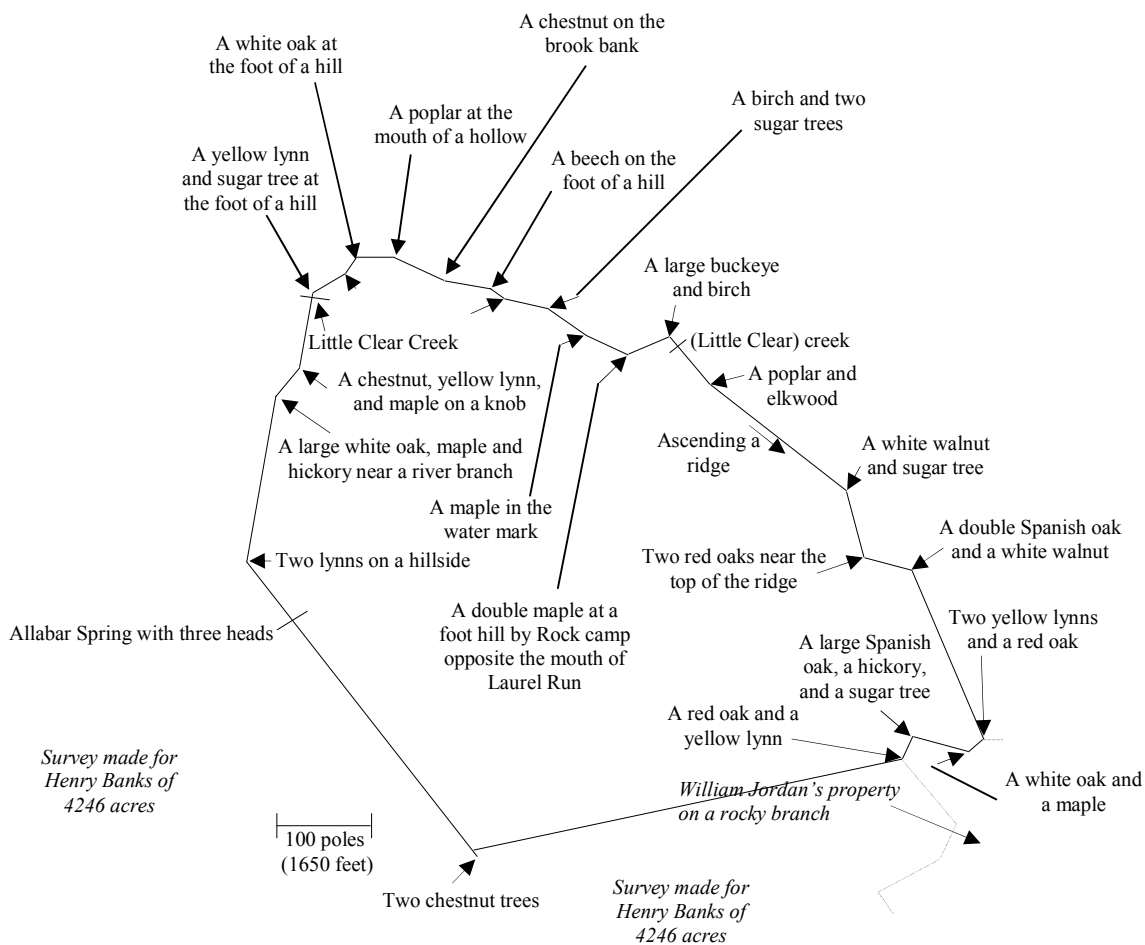 A chestnut on the
brook bank
A white oak at
the foot of a hill
A birch and two
sugar trees
A poplar at the
mouth of a hollow
A yellow lynn
and sugar tree at
the foot of a hill
A beech on the
foot of a hill
A large buckeye
and birch
Little Clear Creek
(Little Clear) creek
A chestnut, yellow lynn,
and maple on a knob
A poplar and
elkwood
Ascending a
ridge
A large white oak, maple and
hickory near a river branch
A white walnut
and sugar tree
A maple in the
water mark
A double Spanish oak
and a white walnut
Two lynns on a hillside
Two red oaks near the
top of the ridge
A double maple at a
foot hill by Rock camp
opposite the mouth of
Laurel Run
Allabar Spring with three heads
Two yellow lynns
and a red oak
A large Spanish
oak, a hickory,
and a sugar tree
A red oak and a
yellow lynn
Survey made for
Henry Banks of
4246 acres
William Jordan's property
on a rocky branch
A white oak and
a maple
100 poles
(1650 feet)
Two chestnut trees
Survey made for
Henry Banks of
4246 acres